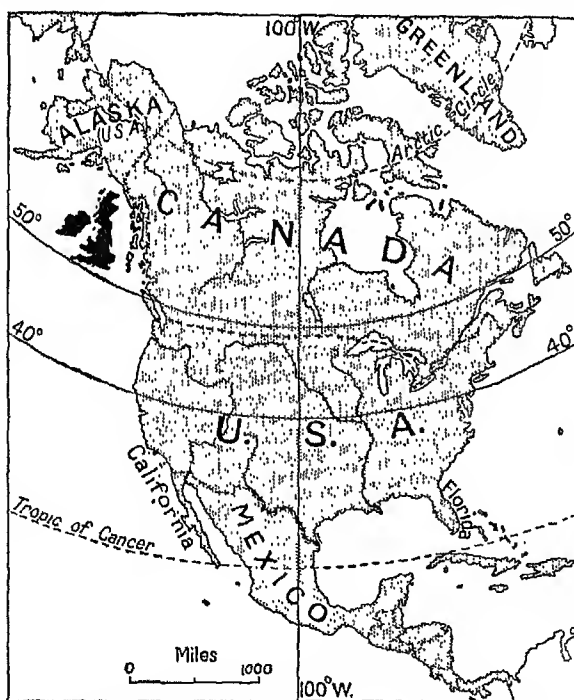 100 W.
GREENLAND
ALASKA
(USA)
Circle
Arctic
CANADA
50°
50°
40°
40°
U. S. A.
California
Florida
Tropic of Cancer
MEXICO
Miles
0 1000
100°W.